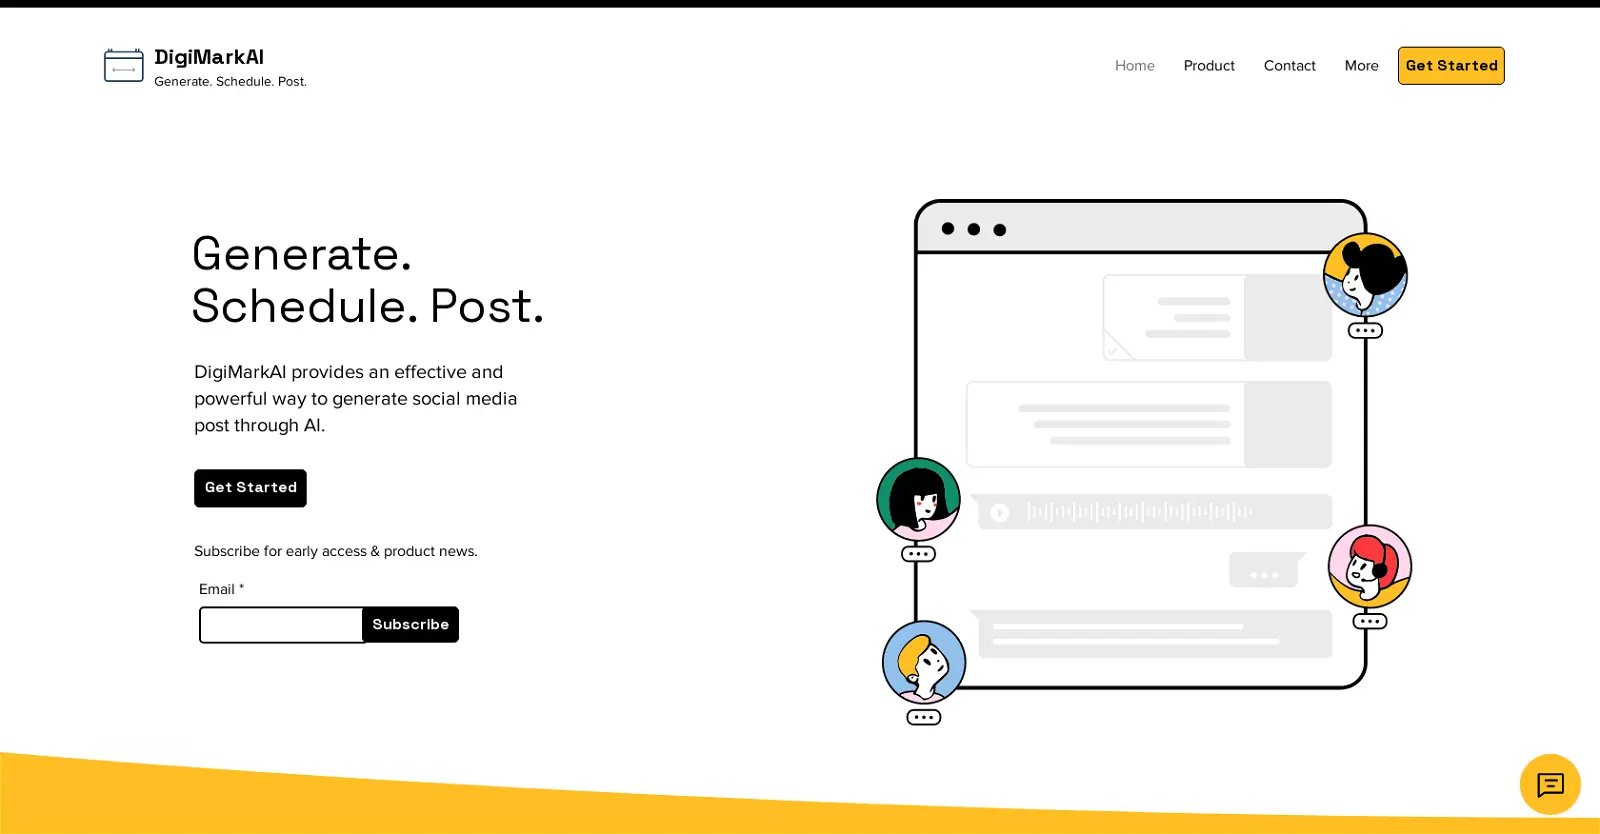 DigiMarkAI
Generate. Schedule. Post.
Home
Product
Contact
More
Get Started
Generate.
Schedule. Post.
DigiMarkAI provides an effective and
powerful way to generate social media
post through AI.
Get Started
Subscribe for early access & product news.
Email *
Subscribe